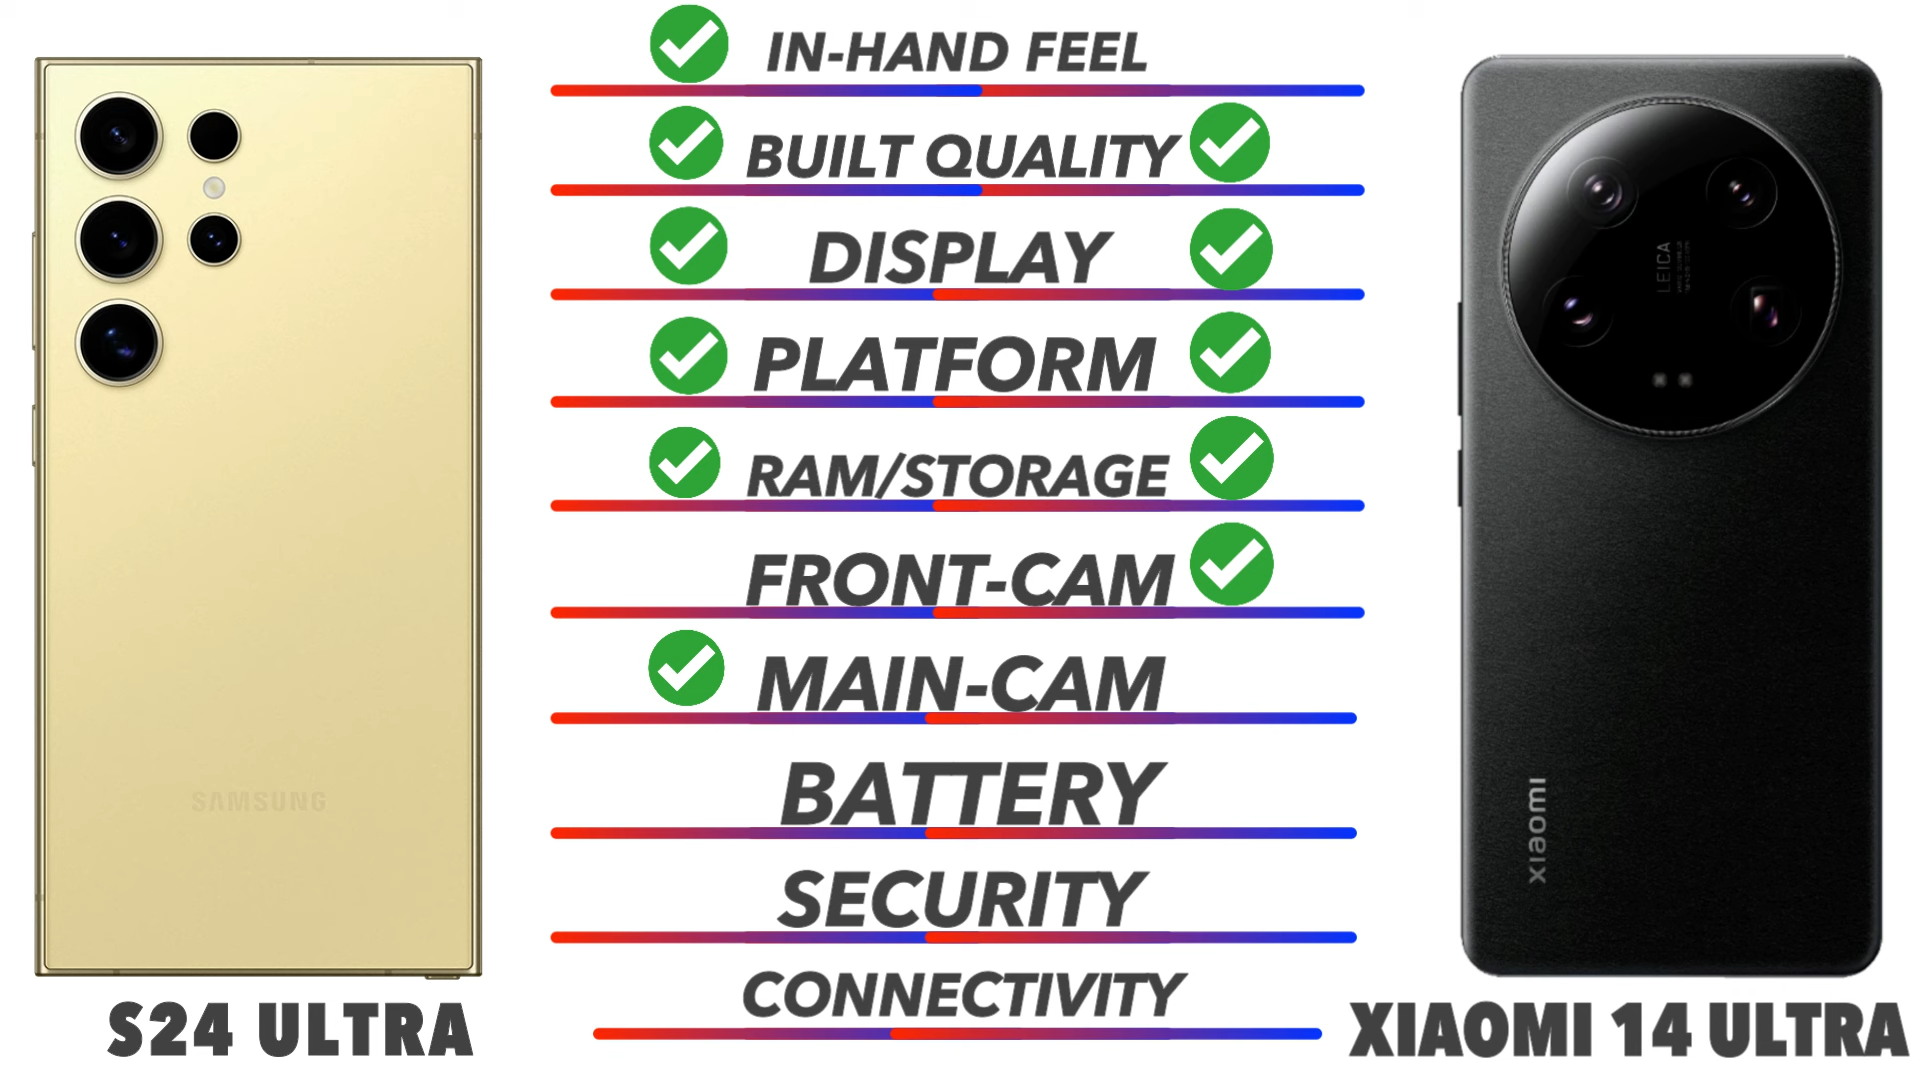 IN-HAND FEEL
BUILT QUALITY
DISPLAY
PLATFORM
RAM/STORAGE
FRONT-CAM
MAIN-CAM
BATTERY
SECURITY
CONNECTIVITY
SAMSUNG
S24 ULTRA
LEICA
xiaomi
XIAOMI 14 ULTRA